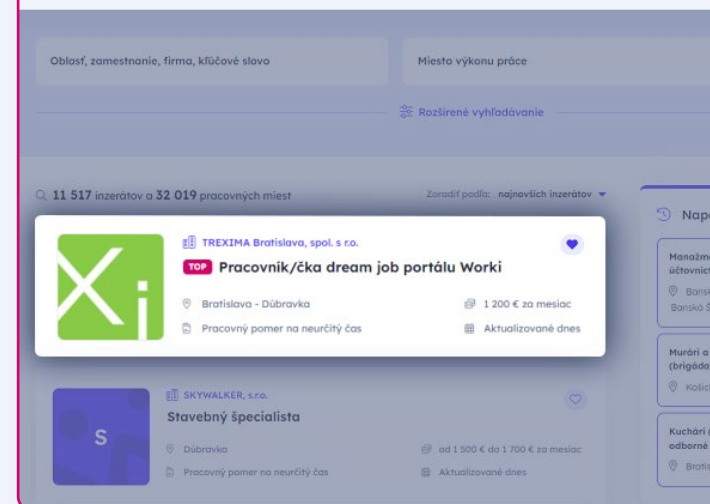 Oblasť, zamestnanie, firma, kľúčové slovo
Miesto výkonu práce
Rozšírené vyhľadávanie
11 517 inzerátov a 32 019 pracovných miest
Zoradiť podľa: najnovších inzerátov
TREXIMA Bratislava, spol. s r.o.
TOP Pracovník/čka dream job portálu Worki
Bratislava - Dúbravka
1 200 € za mesiac
Pracovný pomer na neurčitý čas
Aktualizované dnes
Xi
SKYWALKER, s.r.o.
Stavebný špecialista
S
Dúbravka
od 1 500 € do 1 700 € za mesiac
Pracovný pomer na neurčitý čas
Aktualizované dnes
Murári a